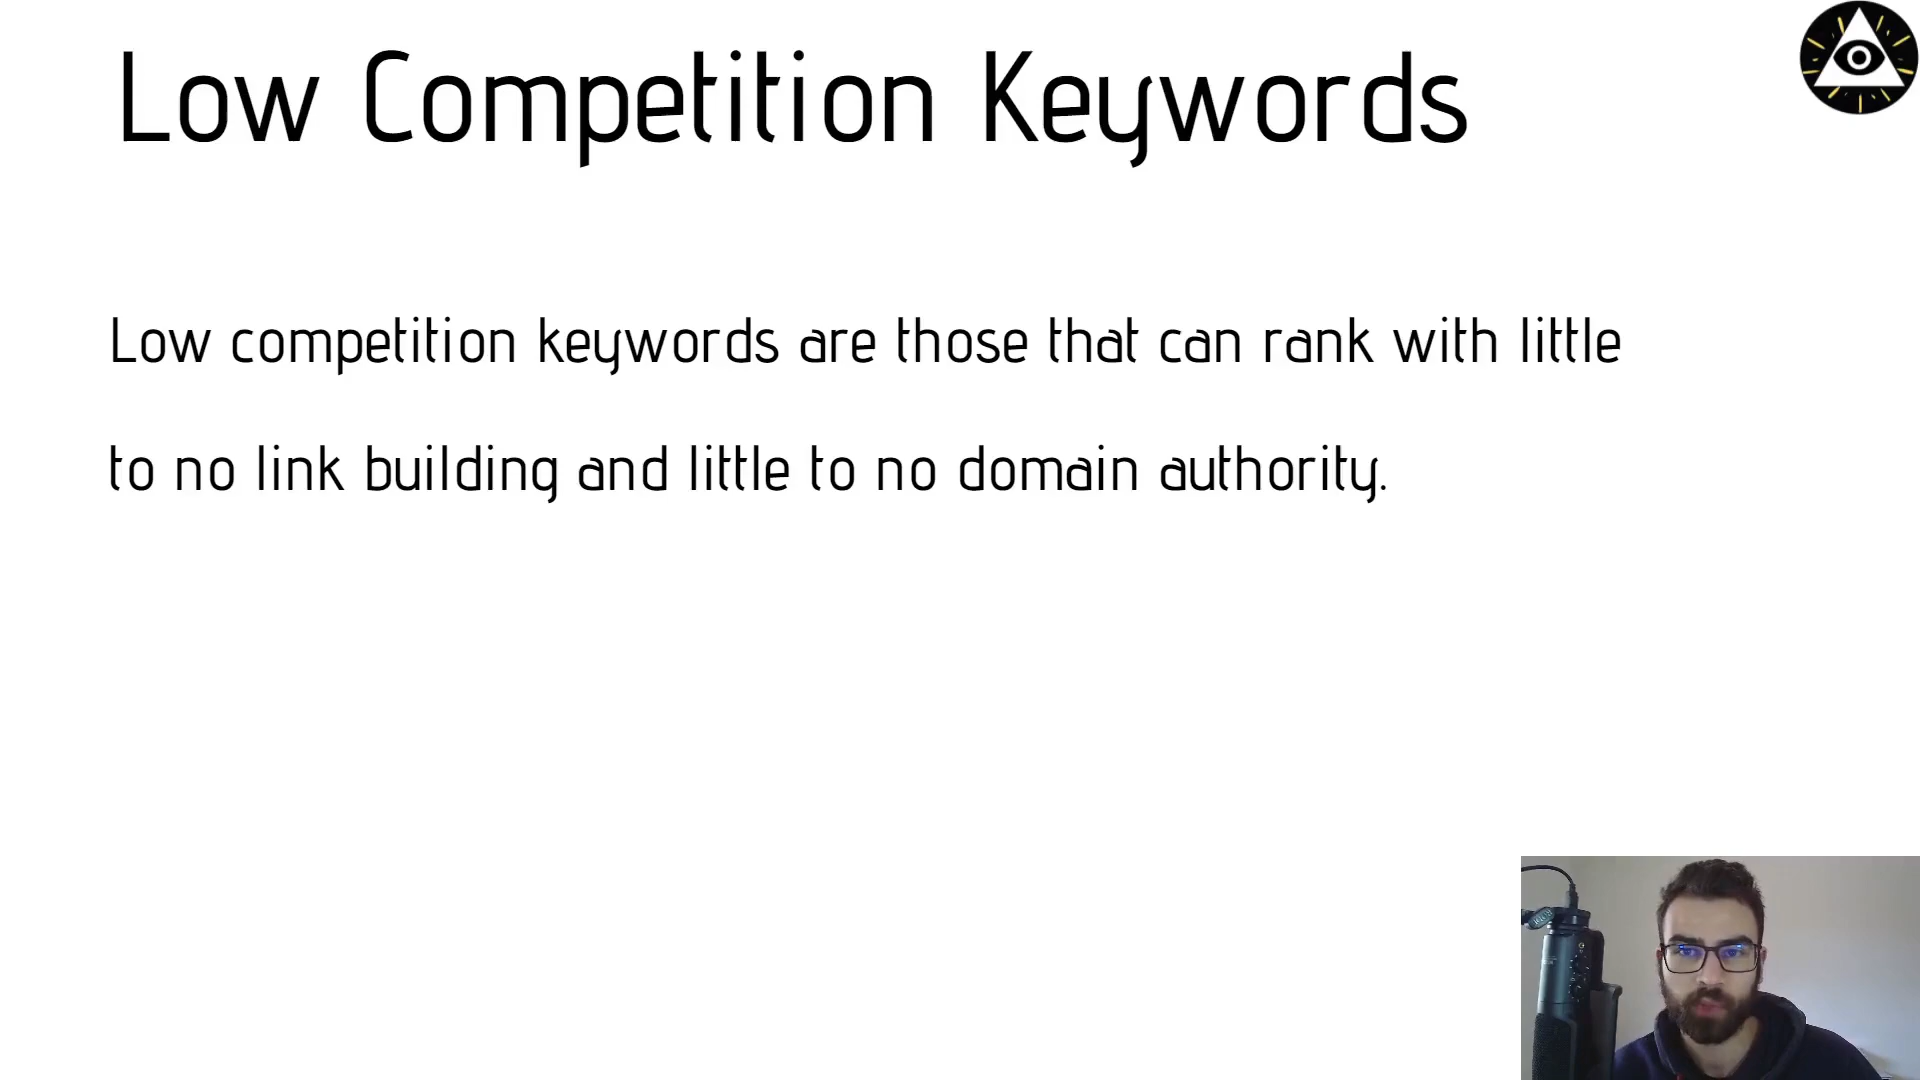 Low Competition Keywords
Low competition keywords are those that can rank with little
to no link building and little to no domain authority.